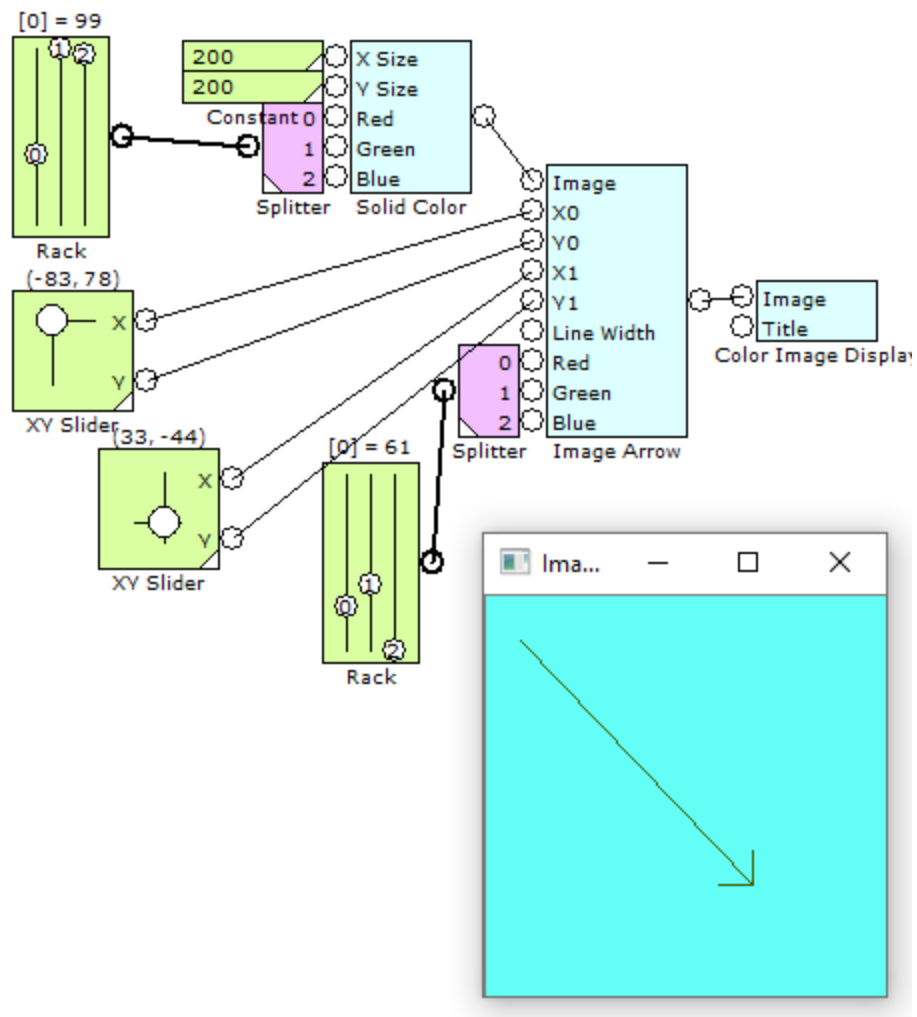 [0] = 99
1
2
0
Rack
200
200
Constant
0
1
2
Splitter
X Size
Y Size
Red
Green
Blue
Solid Color
(-83, 78)
X
Y
XY Slider
(33, -44)
X
Y
XY Slider
[0] = 61
0
1
2
Rack
0
1
2
Splitter
Image
X0
Y0
X1
Y1
Line Width
Red
Green
Blue
Image Arrow
Image
Title
Color Image Display
Ima...